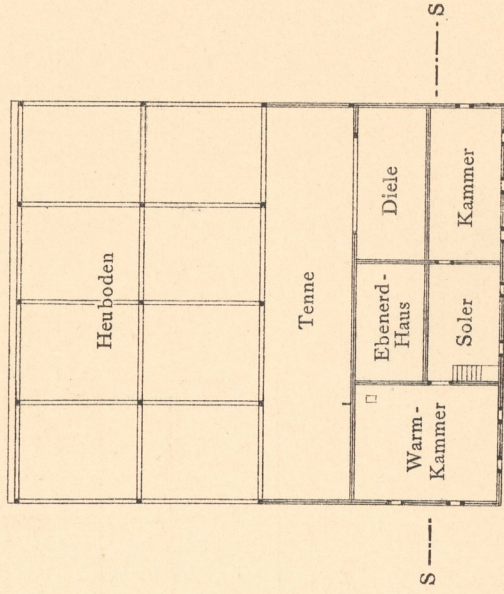 Heuboden
Tenne
Ebenerd-
Haus
Diele
Warm-
Kammer
Soler
Kammer
S
S